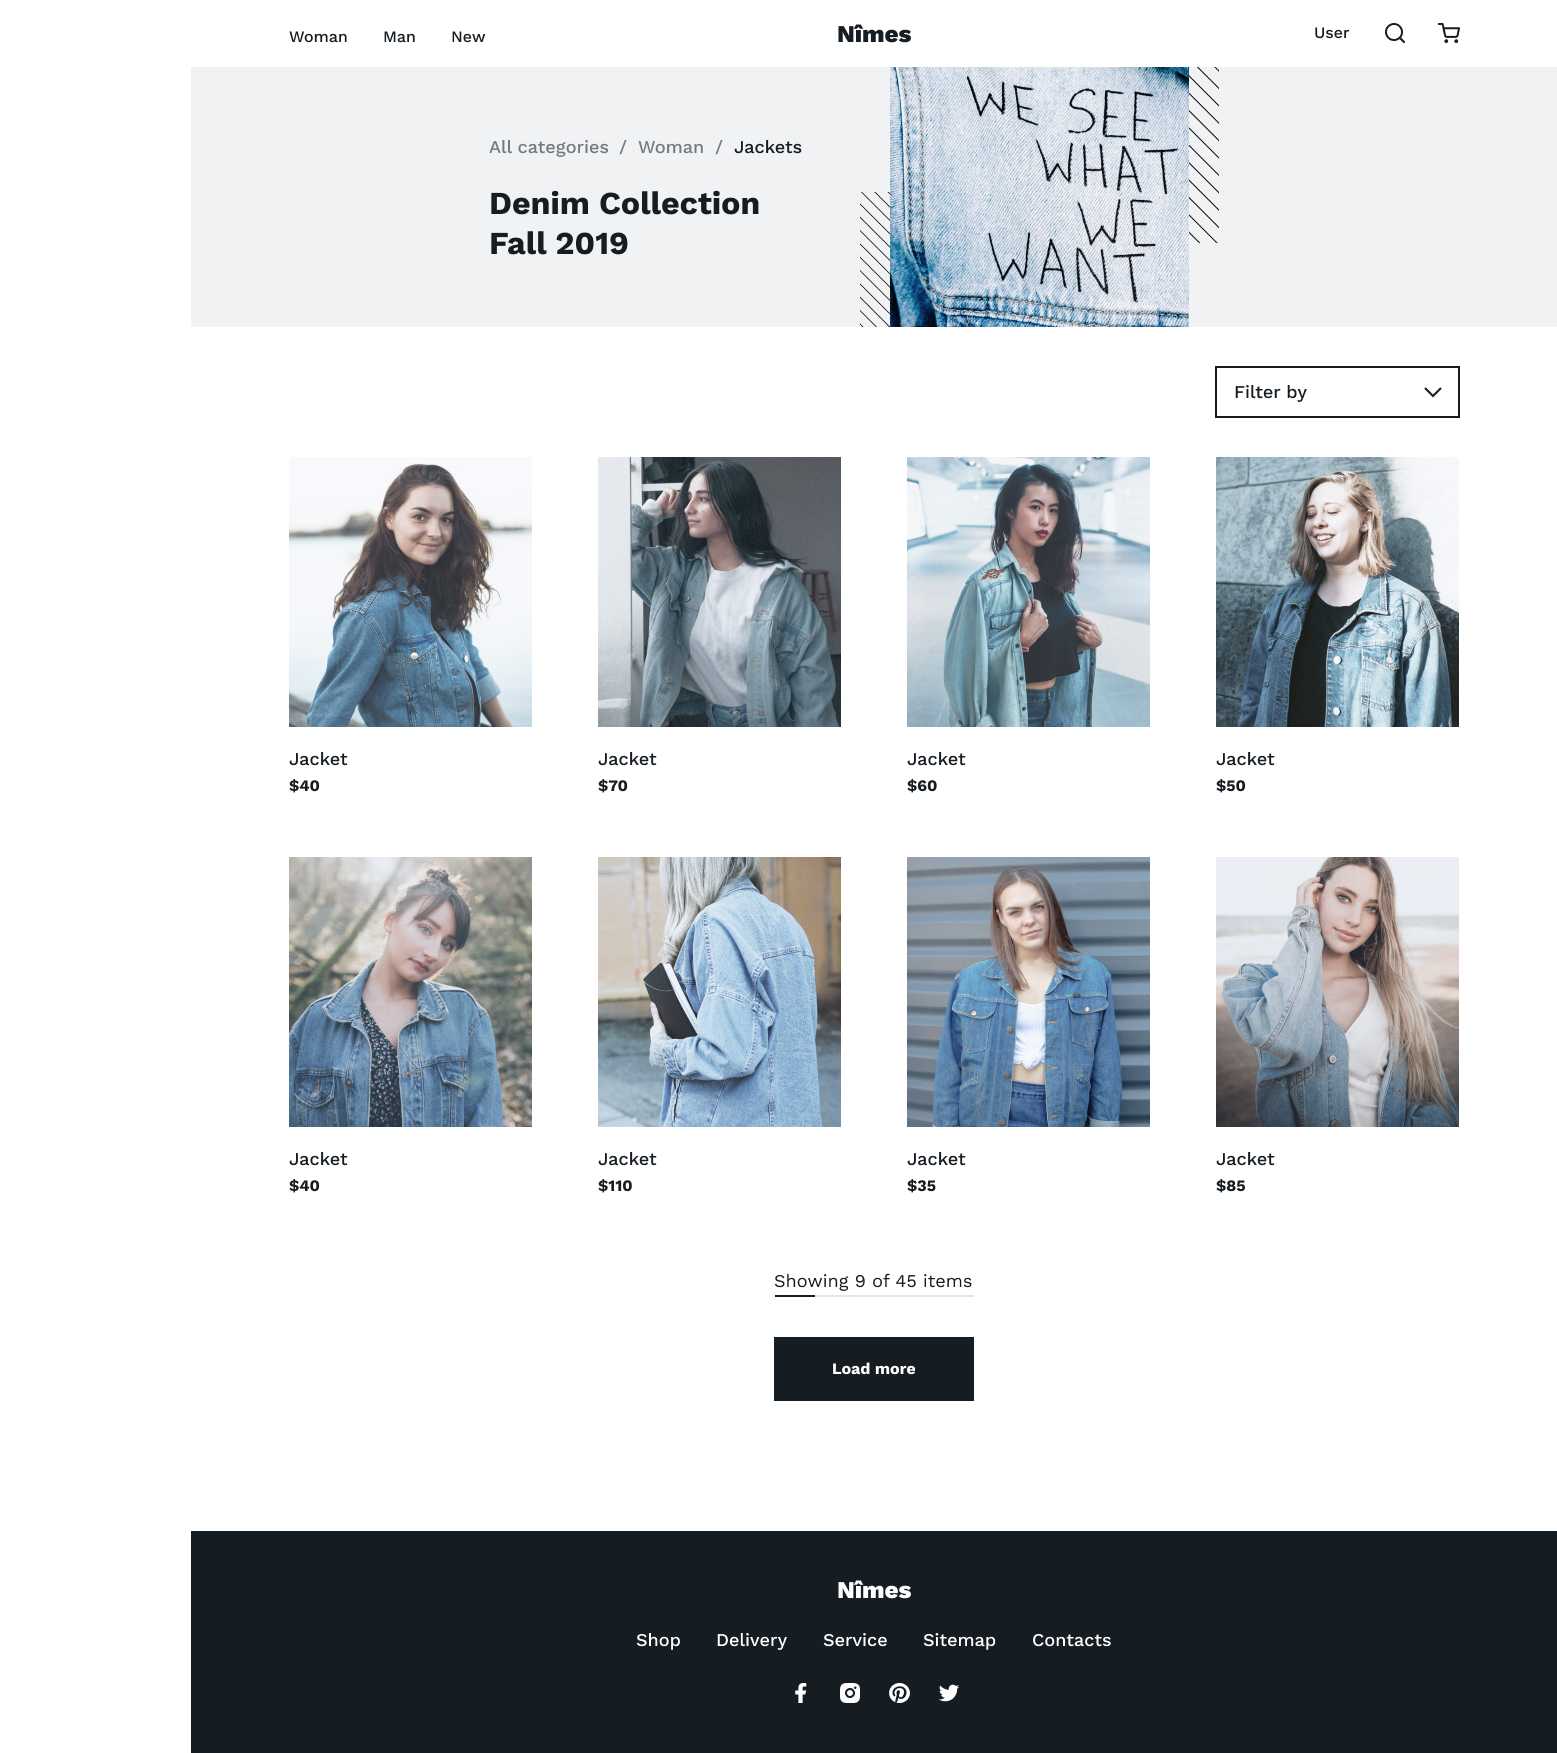 Woman Man New Nîmes User
WE SEE
WHAT
WE
WANT
All categories / Woman / Jackets
Denim Collection
Fall 2019
Filter by
Jacket Jacket Jacket Jacket
$40 $70 $60 $50
Jacket Jacket Jacket Jacket
$40 $110 $35 $85
Showing 9 of 45 items
Load more
Nîmes
Shop Delivery Service Sitemap Contacts